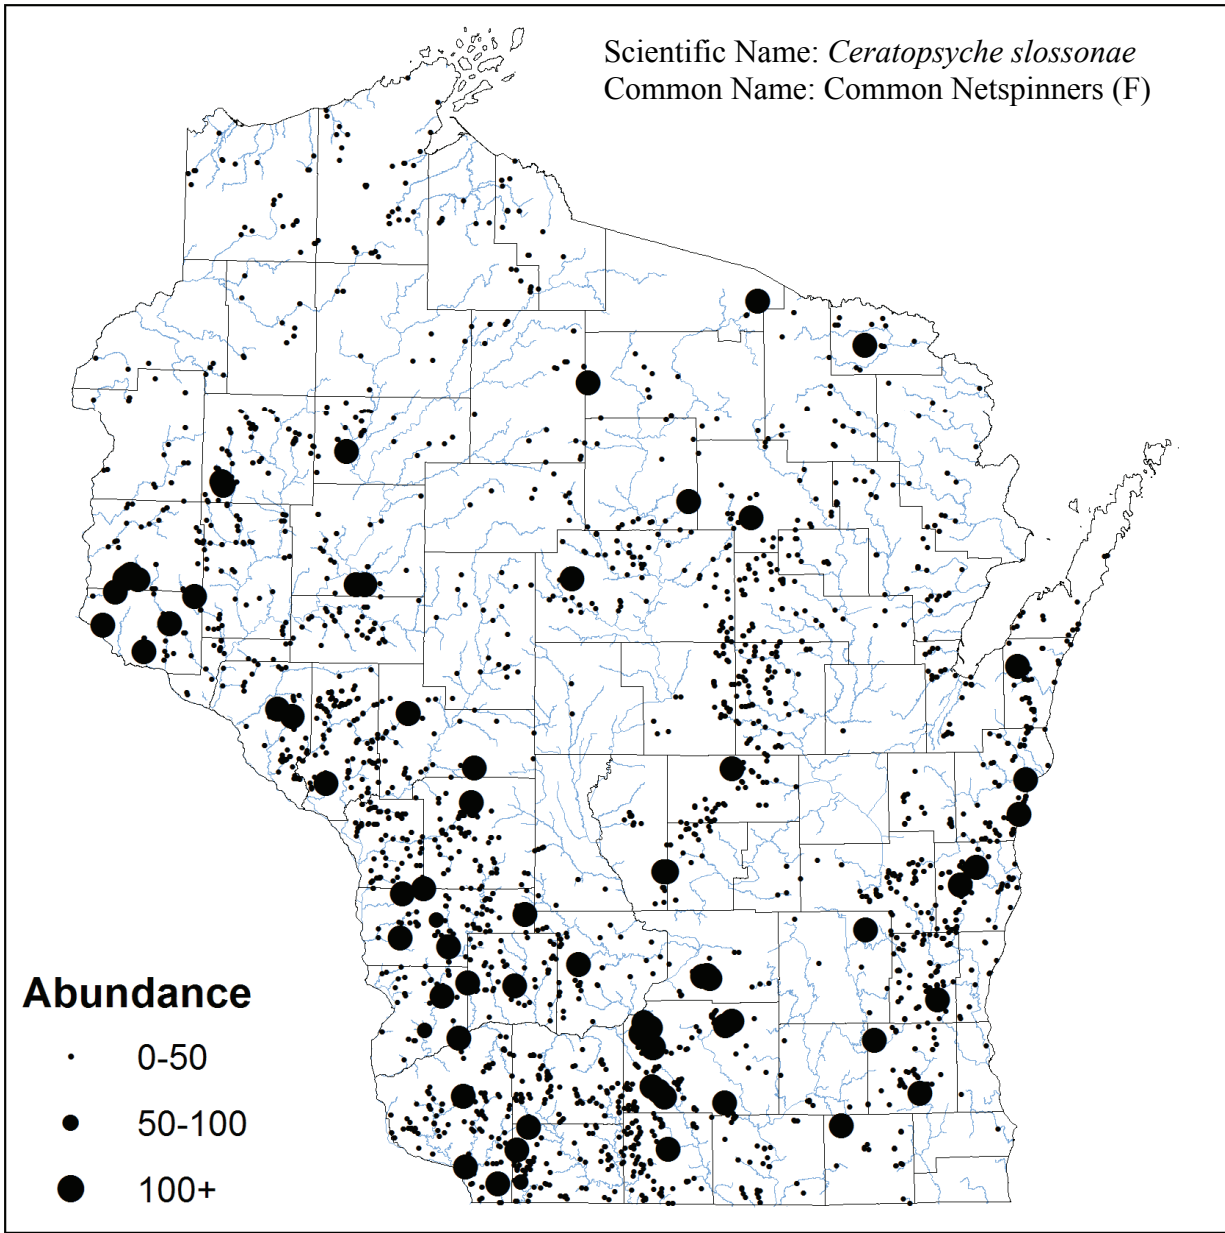 Scientific Name: Ceratopsyche slossonae
Common Name: Common Netspinners (F)
Abundance
0-50
50-100
100+